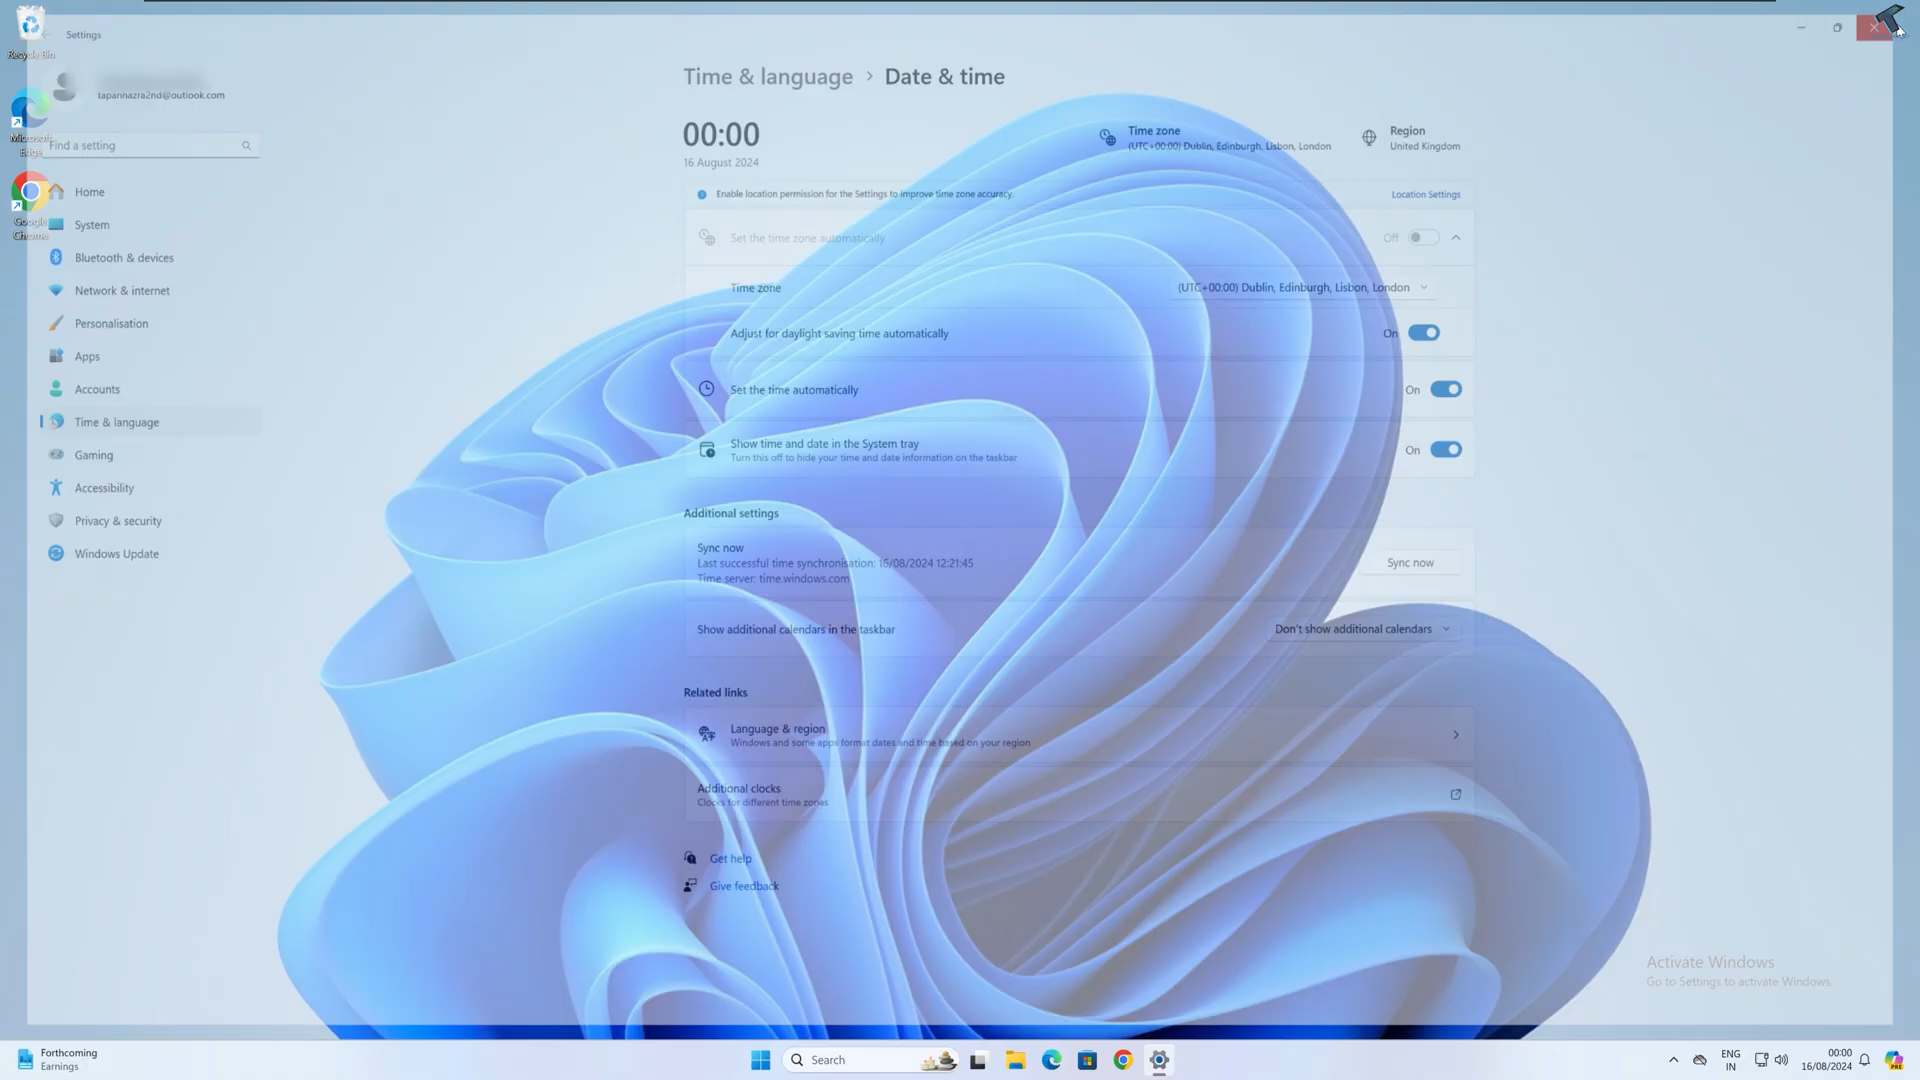 Recycle Bin
Settings
tapanhazra2nd@outlook.com
Microsoft
Edge
Find a setting
Google
Chrome
Home
System
Bluetooth & devices
Network & internet
Personalisation
Apps
Accounts
Time & language
Gaming
Accessibility
Privacy & security
Windows Update
Time & language > Date & time
00:00
16 August 2024
Time zone
(UTC+00:00) Dublin, Edinburgh, Lisbon, London
Region
United Kingdom
Enable location permission for the Settings to improve time zone accuracy.
Location Settings
Set the time zone automatically
Off
Time zone
(UTC+00:00) Dublin, Edinburgh, Lisbon, London
Adjust for daylight saving time automatically
On
Set the time automatically
On
Show time and date in the System tray
Turn this off to hide your time and date information on the taskbar
On
Additional settings
Sync now
Last successful time synchronisation: 16/08/2024 12:21:45
Time server: time.windows.com
Sync now
Show additional calendars in the taskbar
Don't show additional calendars
Related links
Language & region
Windows and some apps format dates and time based on your region
Additional clocks
Clocks for different time zones
Get help
Give feedback
Activate Windows
Go to Settings to activate Windows.
Forthcoming
Earnings
Search
ENG
IN
00:00
16/08/2024
PRE